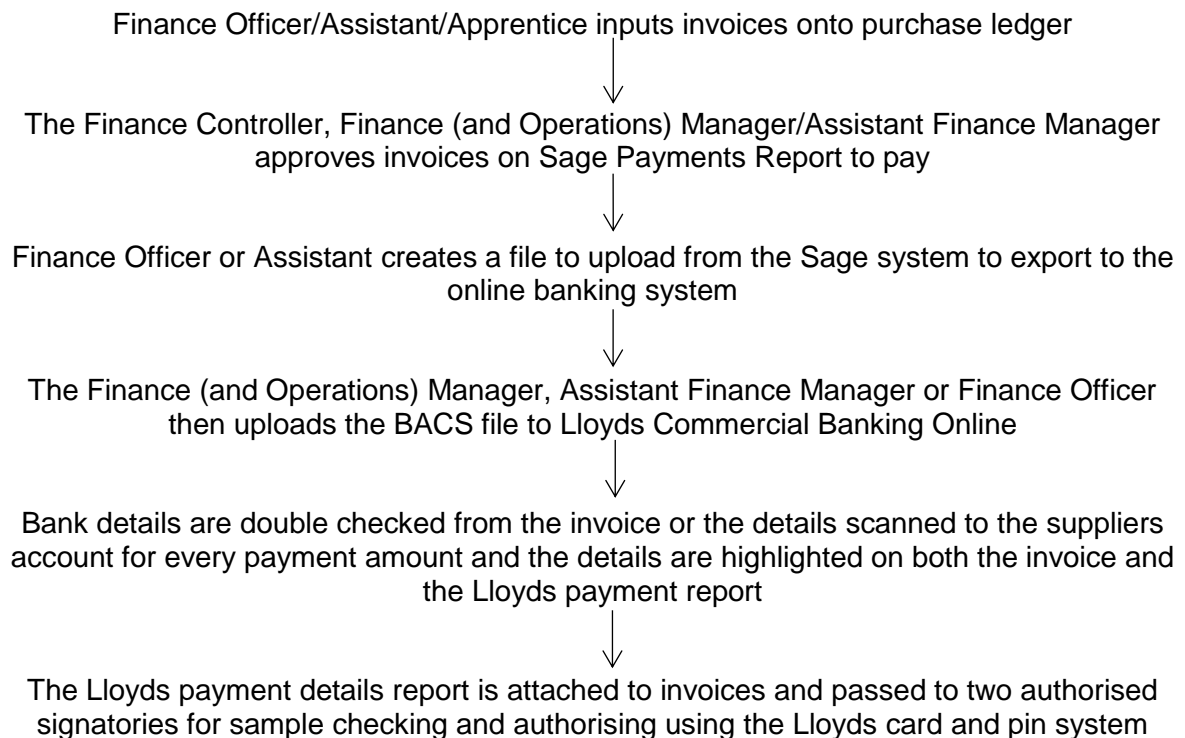 Finance Officer/Assistant/Apprentice inputs invoices onto purchase ledger
The Finance Controller, Finance (and Operations) Manager/Assistant Finance Manager
approves invoices on Sage Payments Report to pay
Finance Officer or Assistant creates a file to upload from the Sage system to export to the
online banking system
The Finance (and Operations) Manager, Assistant Finance Manager or Finance Officer
then uploads the BACS file to Lloyds Commercial Banking Online
Bank details are double checked from the invoice or the details scanned to the suppliers
account for every payment amount and the details are highlighted on both the invoice and
the Lloyds payment report
The Lloyds payment details report is attached to invoices and passed to two authorised
signatories for sample checking and authorising using the Lloyds card and pin system